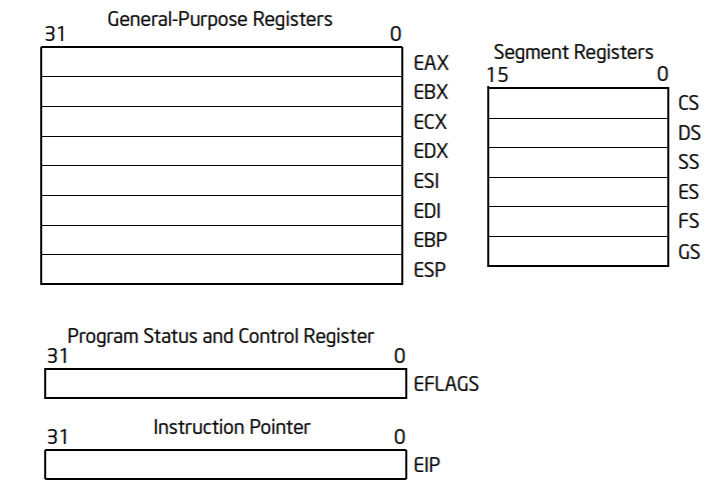 General-Purpose Registers
31 0
EAX
EBX
ECX
EDX
ESI
EDI
EBP
ESP
Segment Registers
15 0
CS
DS
SS
ES
FS
GS
Program Status and Control Register
31 0
EFLAGS
31 Instruction Pointer 0
EIP